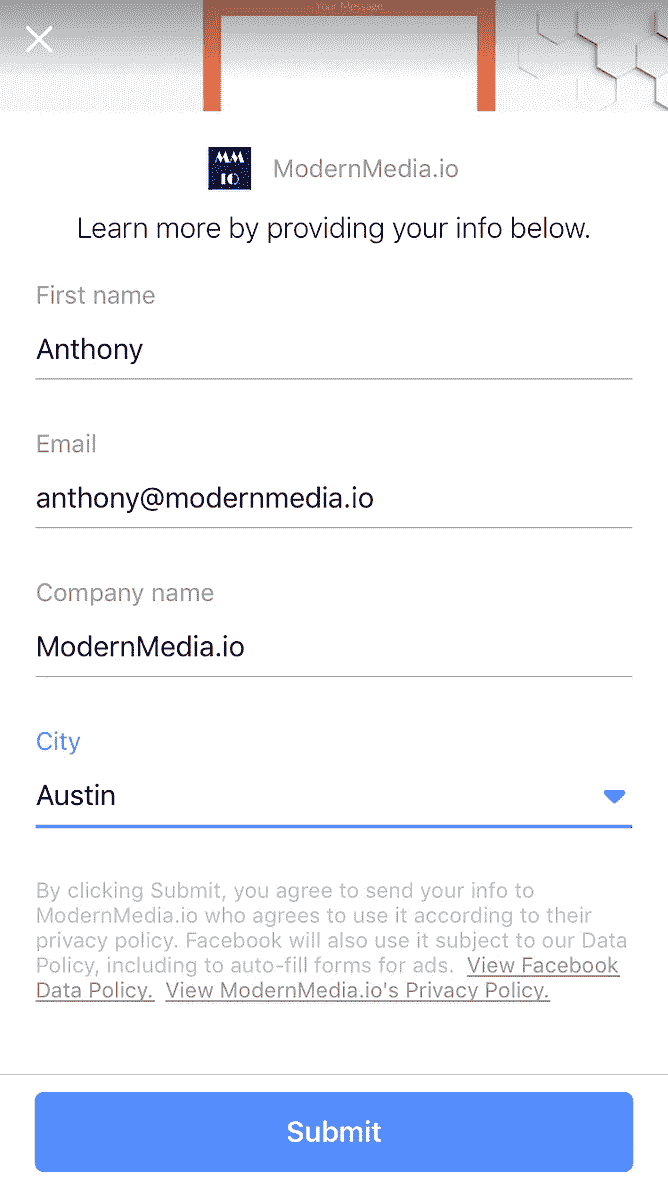 Your Message
MM
IO
ModernMedia.io
Learn more by providing your info below.
First name
Anthony
Email
anthony@modernmedia.io
Company name
ModernMedia.io
City
Austin
By clicking Submit, you agree to send your info to
ModernMedia.io who agrees to use it according to their
privacy policy. Facebook will also use it subject to our Data
Policy, including to auto-fill forms for ads. View Facebook
Data Policy. View ModernMedia.io's Privacy Policy.
Submit